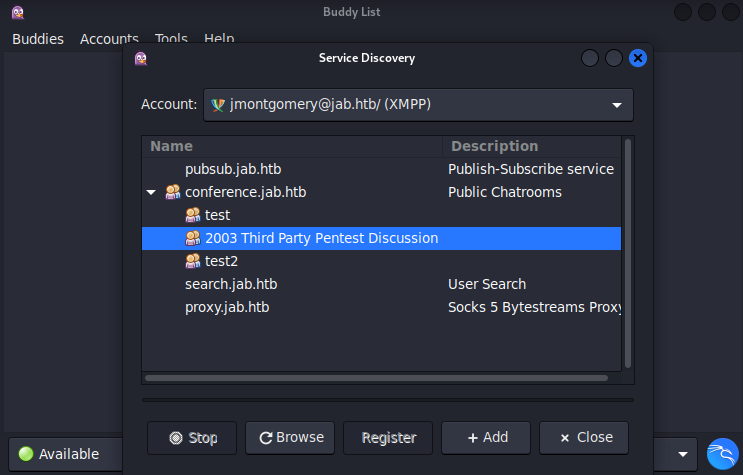 Buddy List
Buddies Accounts Tools Help
Service Discovery
Account: jmontgomery@jab.htb/ (XMPP)
Name Description
pubsub.jab.htb Publish-Subscribe service
conference.jab.htb Public Chatrooms
test
2003 Third Party Pentest Discussion
test2
search.jab.htb User Search
proxy.jab.htb Socks 5 Bytestreams Proxy
Stop Browse Register + Add × Close
Available